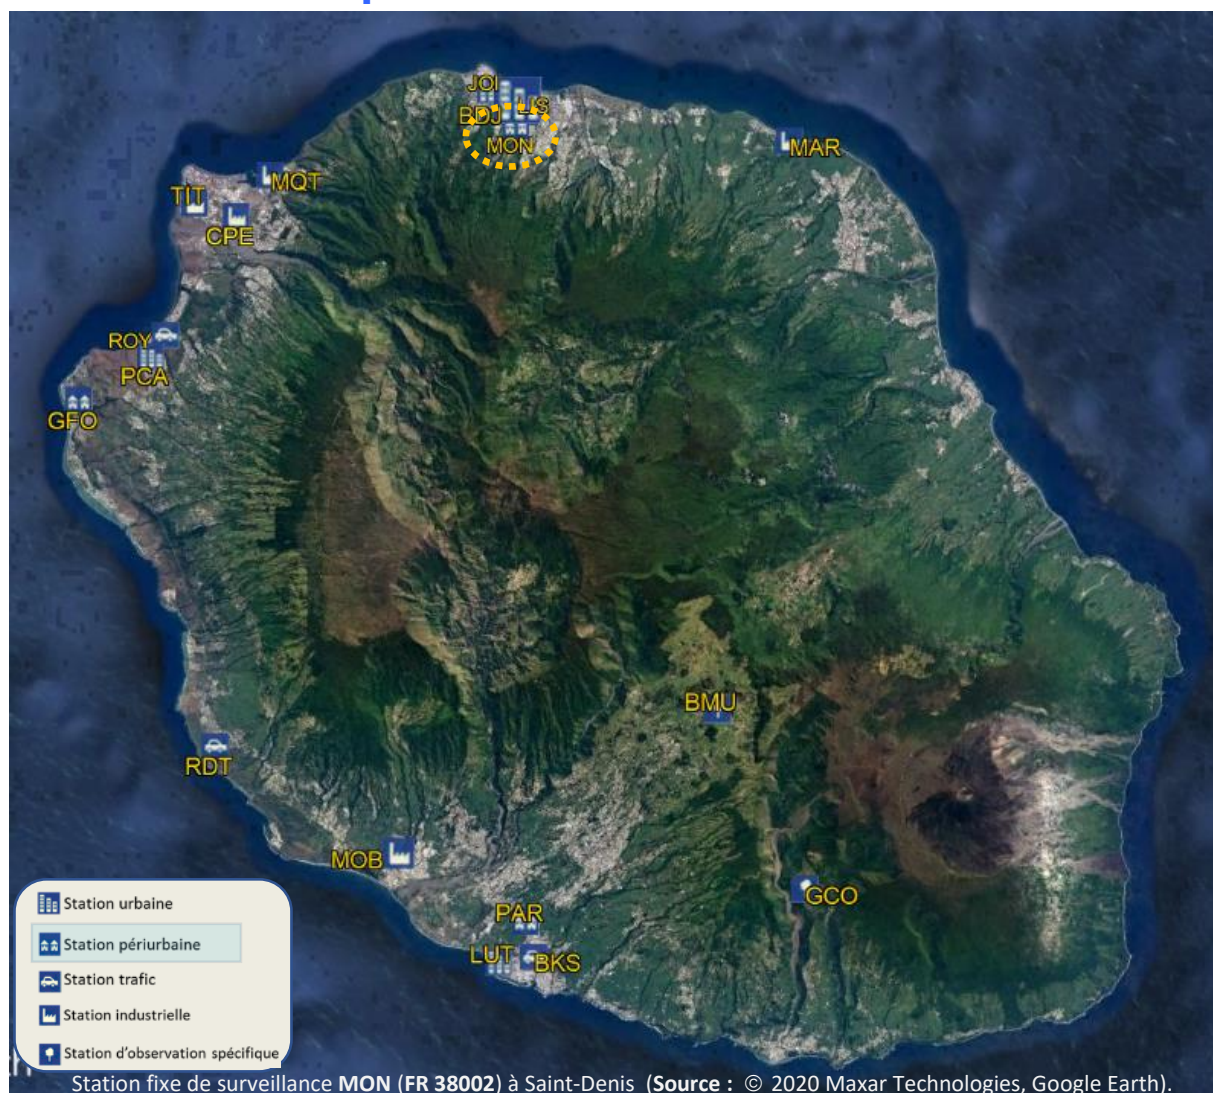 JOI
LIS
BDJ
MON
MAR
MQT
TIT
CPE
ROY
PCA
GFO
BMU
RDT
MOB
GCO
PAR
LUT
BKS
Station urbaine
Station périurbaine
Station trafic
Station industrielle
Station d'observation spécifique
Station fixe de surveillance MON (FR 38002) à Saint-Denis (Source : © 2020 Maxar Technologies, Google Earth).